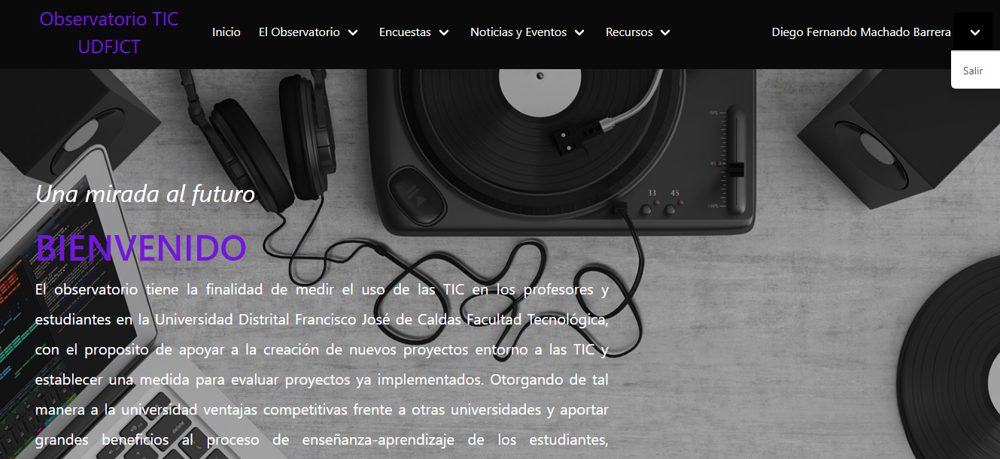 Observatorio TIC
UDFJCT
Inicio
El Observatorio
Encuestas
Noticias y Eventos
Recursos
Diego Fernando Machado Barrera
Salir
33 45
Una mirada al futuro
BIENVENIDO
El observatorio tiene la finalidad de medir el uso de las TIC en los profesores y
estudiantes en la Universidad Distrital Francisco José de Caldas Facultad Tecnológica,
con el proposito de apoyar a la creación de nuevos proyectos entorno a las TIC y
establecer una medida para evaluar proyectos ya implementados. Otorgando de tal
manera a la universidad ventajas competitivas frente a otras universidades y aportar
grandes beneficios al proceso de enseñanza-aprendizaje de los estudiantes,
delete